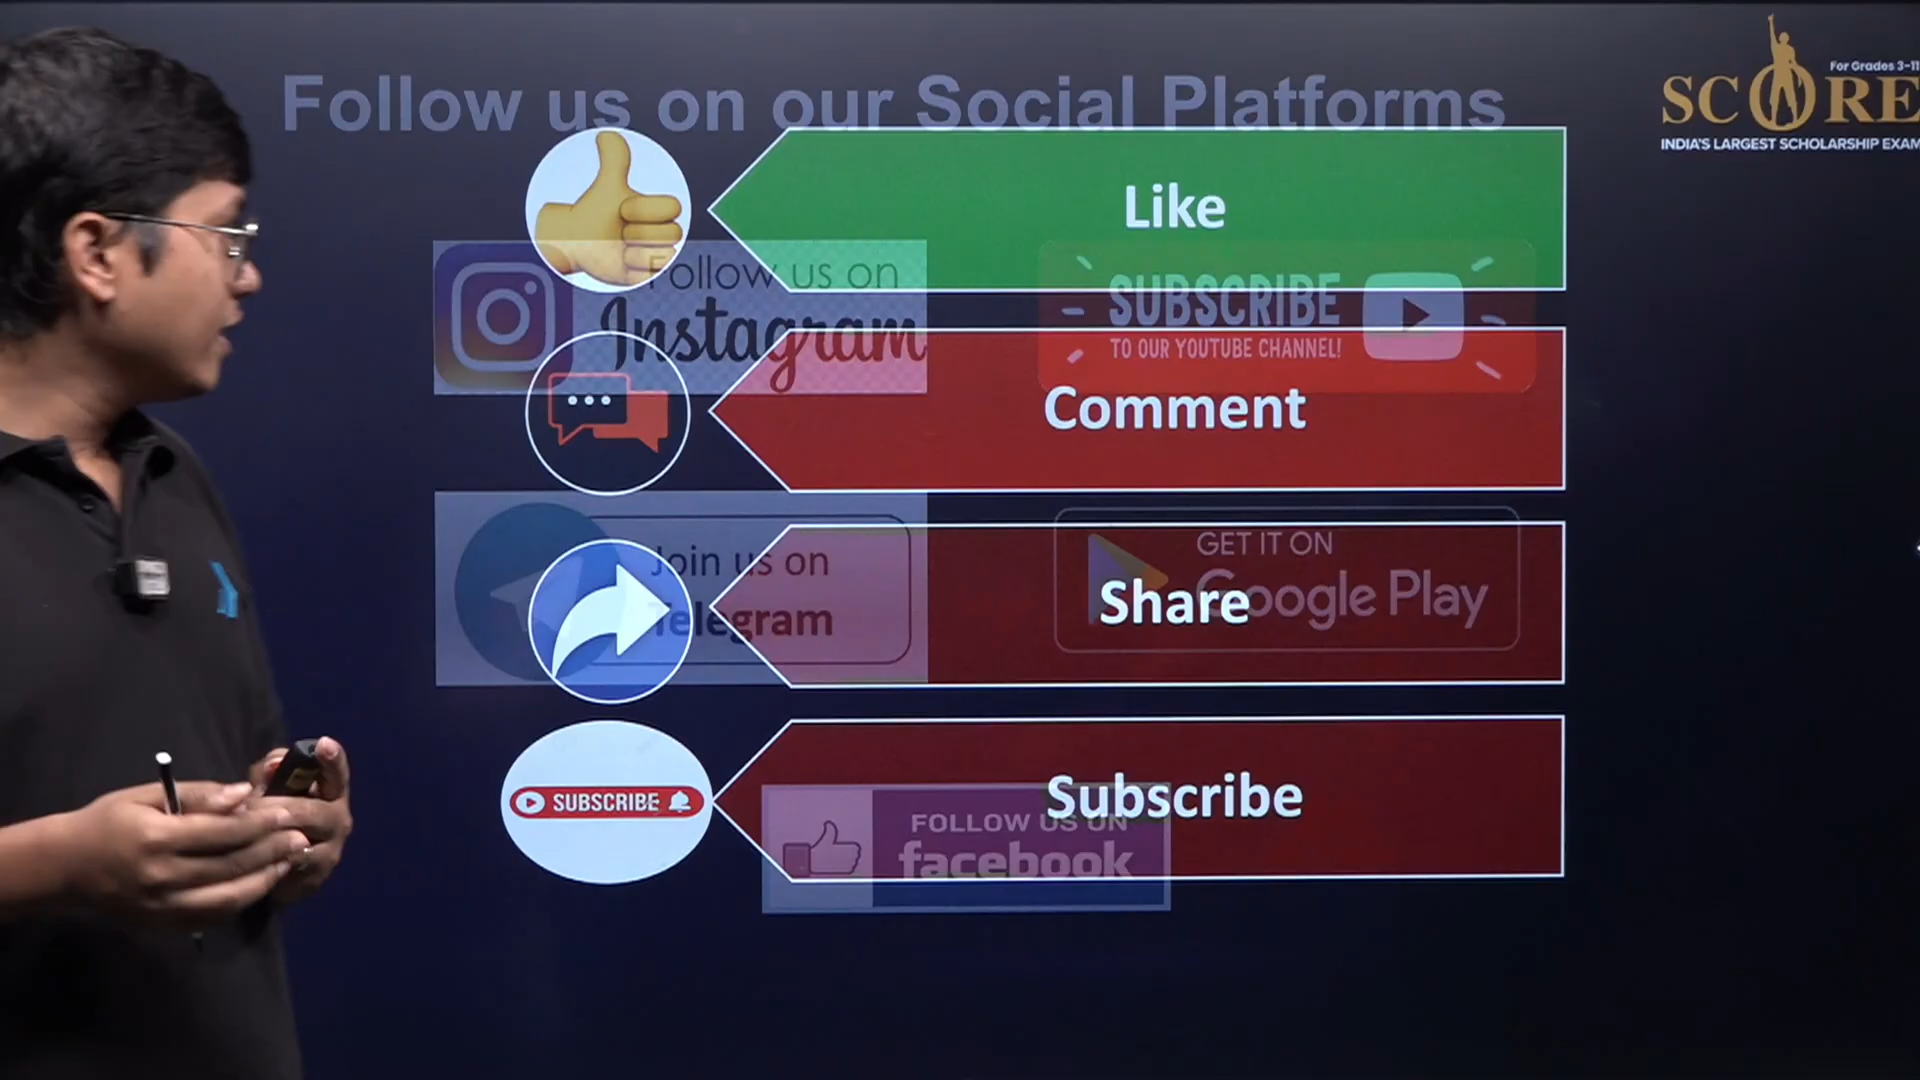 Follow us on our Social Platforms
For Grades 3-11
SCORE
INDIA'S LARGEST SCHOLARSHIP EXAM
Like
Follow us on
Instagram
SUBSCRIBE
TO OUR YOUTUBE CHANNEL!
Comment
Join us on
Telegram
GET IT ON
Google Play
Share
SUBSCRIBE
Subscribe
FOLLOW US ON
facebook